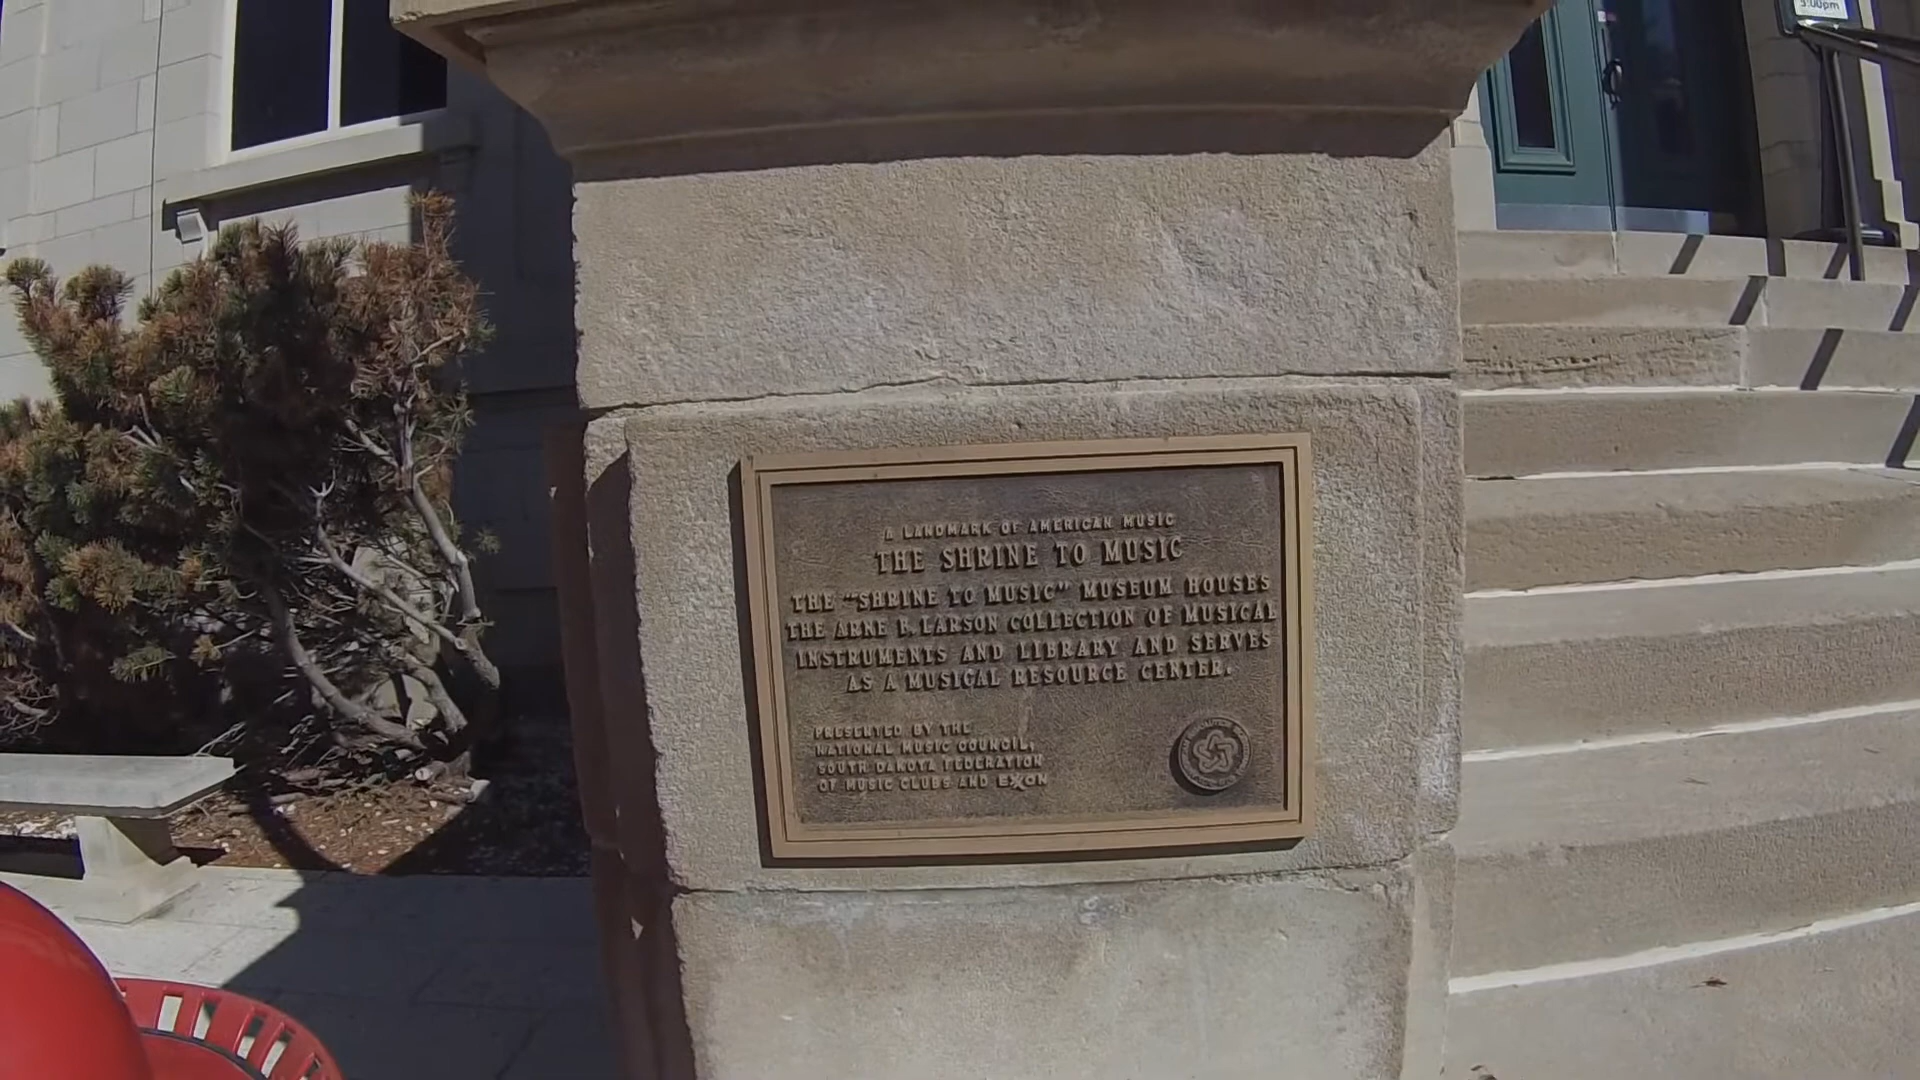 5:00pm
A LANDMARK OF AMERICAN MUSIC
THE SHRINE TO MUSIC
THE "SHRINE TO MUSIC" MUSEUM HOUSES
THE ARNE B. LARSON COLLECTION OF MUSICAL
INSTRUMENTS AND LIBRARY AND SERVES
AS A MUSICAL RESOURCE CENTER.
PRESENTED BY THE
NATIONAL MUSIC COUNCIL,
SOUTH DAKOTA FEDERATION
OF MUSIC CLUBS AND EXXON